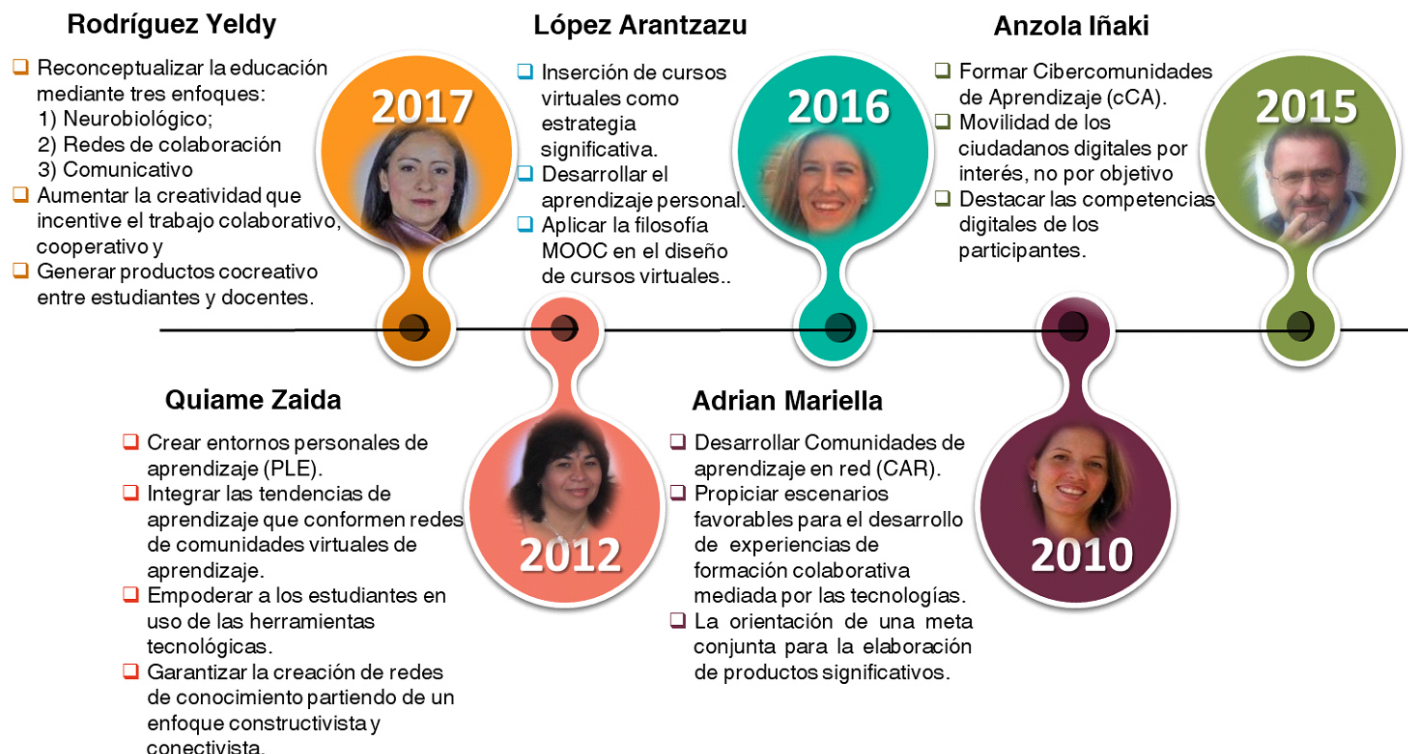 Rodríguez Yeldy
❑ Reconceptualizar la educación
mediante tres enfoques:
1) Neurobiológico;
2) Redes de colaboración
3) Comunicativo
❑ Aumentar la creatividad que
incentive el trabajo colaborativo,
cooperativo y
❑ Generar productos cocreativo
entre estudiantes y docentes.
2017
López Arantzazu
❑ Inserción de cursos
virtuales como
estrategia
significativa.
❑ Desarrollar el
aprendizaje personal.
❑ Aplicar la filosofía
MOOC en el diseño
de cursos virtuales..
2016
Anzola Iñaki
❑ Formar Cibercomunidades
de Aprendizaje (cCA).
❑ Movilidad de los
ciudadanos digitales por
interés, no por objetivo
❑ Destacar las competencias
digitales de los
participantes.
2015
Quiame Zaida
❑ Crear entornos personales de
aprendizaje (PLE).
❑ Integrar las tendencias de
aprendizaje que conformen redes
de comunidades virtuales de
aprendizaje.
❑ Empoderar a los estudiantes en
uso de las herramientas
tecnológicas.
❑ Garantizar la creación de redes
de conocimiento partiendo de un
enfoque constructivista y
conectivista.
2012
Adrian Mariella
❑ Desarrollar Comunidades de
aprendizaje en red (CAR).
❑ Propiciar escenarios
favorables para el desarrollo
de experiencias de
formación colaborativa
mediada por las tecnologías.
❑ La orientación de una meta
conjunta para la elaboración
de productos significativos.
2010